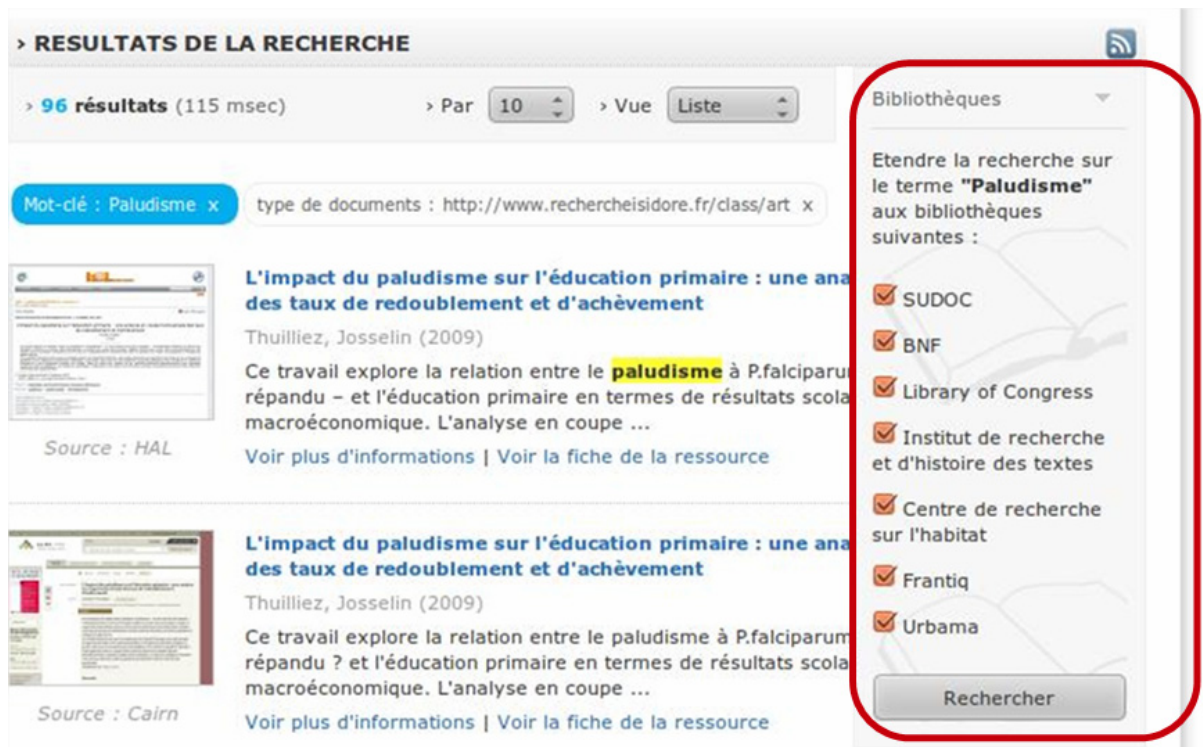 › RESULTATS DE LA RECHERCHE
› 96 résultats (115 msec)
› Par 10
› Vue Liste
Mot-clé : Paludisme x
type de documents : http://www.rechercheisidore.fr/class/art x
L'impact du paludisme sur l'éducation primaire : une ana
des taux de redoublement et d'achèvement
Thuilliez, Josselin (2009)
Ce travail explore la relation entre le paludisme à P.falciparu
répandu – et l'éducation primaire en termes de résultats scola
macroéconomique. L'analyse en coupe ...
Source : HAL
Voir plus d'informations | Voir la fiche de la ressource
L'impact du paludisme sur l'éducation primaire : une ana
des taux de redoublement et d'achèvement
Thuilliez, Josselin (2009)
Ce travail explore la relation entre le paludisme à P.falciparum
répandu ? et l'éducation primaire en termes de résultats scola
macroéconomique. L'analyse en coupe ...
Source : Cairn
Voir plus d'informations | Voir la fiche de la ressource
Bibliothèques
Etendre la recherche sur
le terme "Paludisme"
aux bibliothèques
suivantes :
SUDOC
BNF
Library of Congress
Institut de recherche
et d'histoire des textes
Centre de recherche
sur l'habitat
Frantiq
Urbama
Rechercher